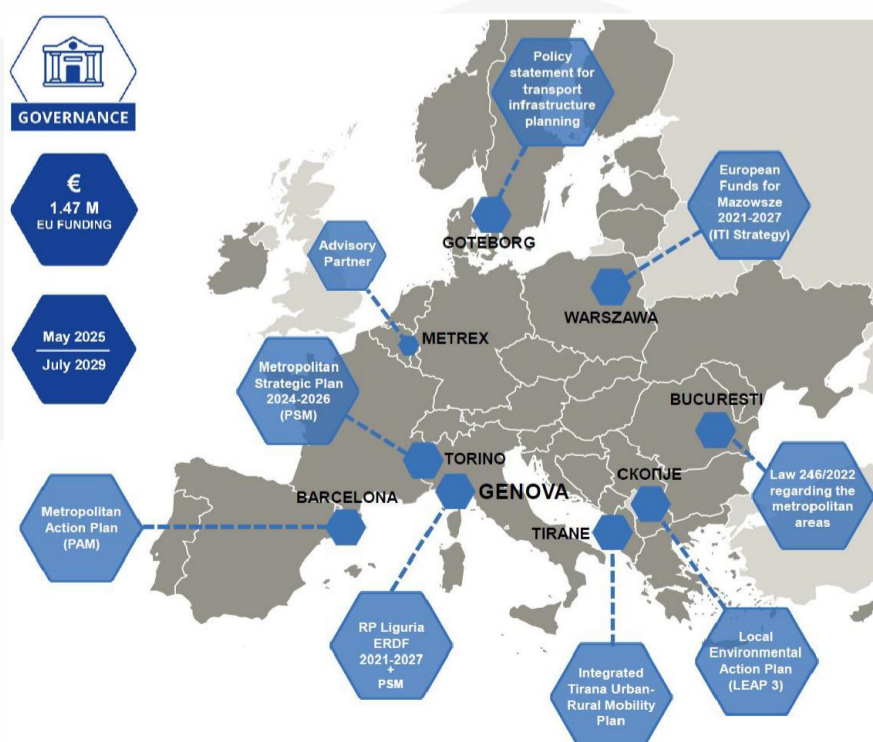 GOVERNANCE
€
1.47 M
EU FUNDING
May 2025
July 2029
Policy
statement for
transport
infrastructure
planning
GOTEBORG
European
Funds for
Mazowsze
2021-2027
(ITI Strategy)
WARSZAWA
Advisory
Partner
METREX
Metropolitan
Strategic Plan
2024-2026
(PSM)
TORINO
BUCURESTI
Law 246/2022
regarding the
metropolitan
areas
Metropolitan
Action Plan
(PAM)
BARCELONA
GENOVA
RP Liguria
ERDF
2021-2027
+
PSM
СКОПЈЕ
Local
Environmental
Action Plan
(LEAP 3)
TIRANE
Integrated
Tirana Urban-
Rural Mobility
Plan